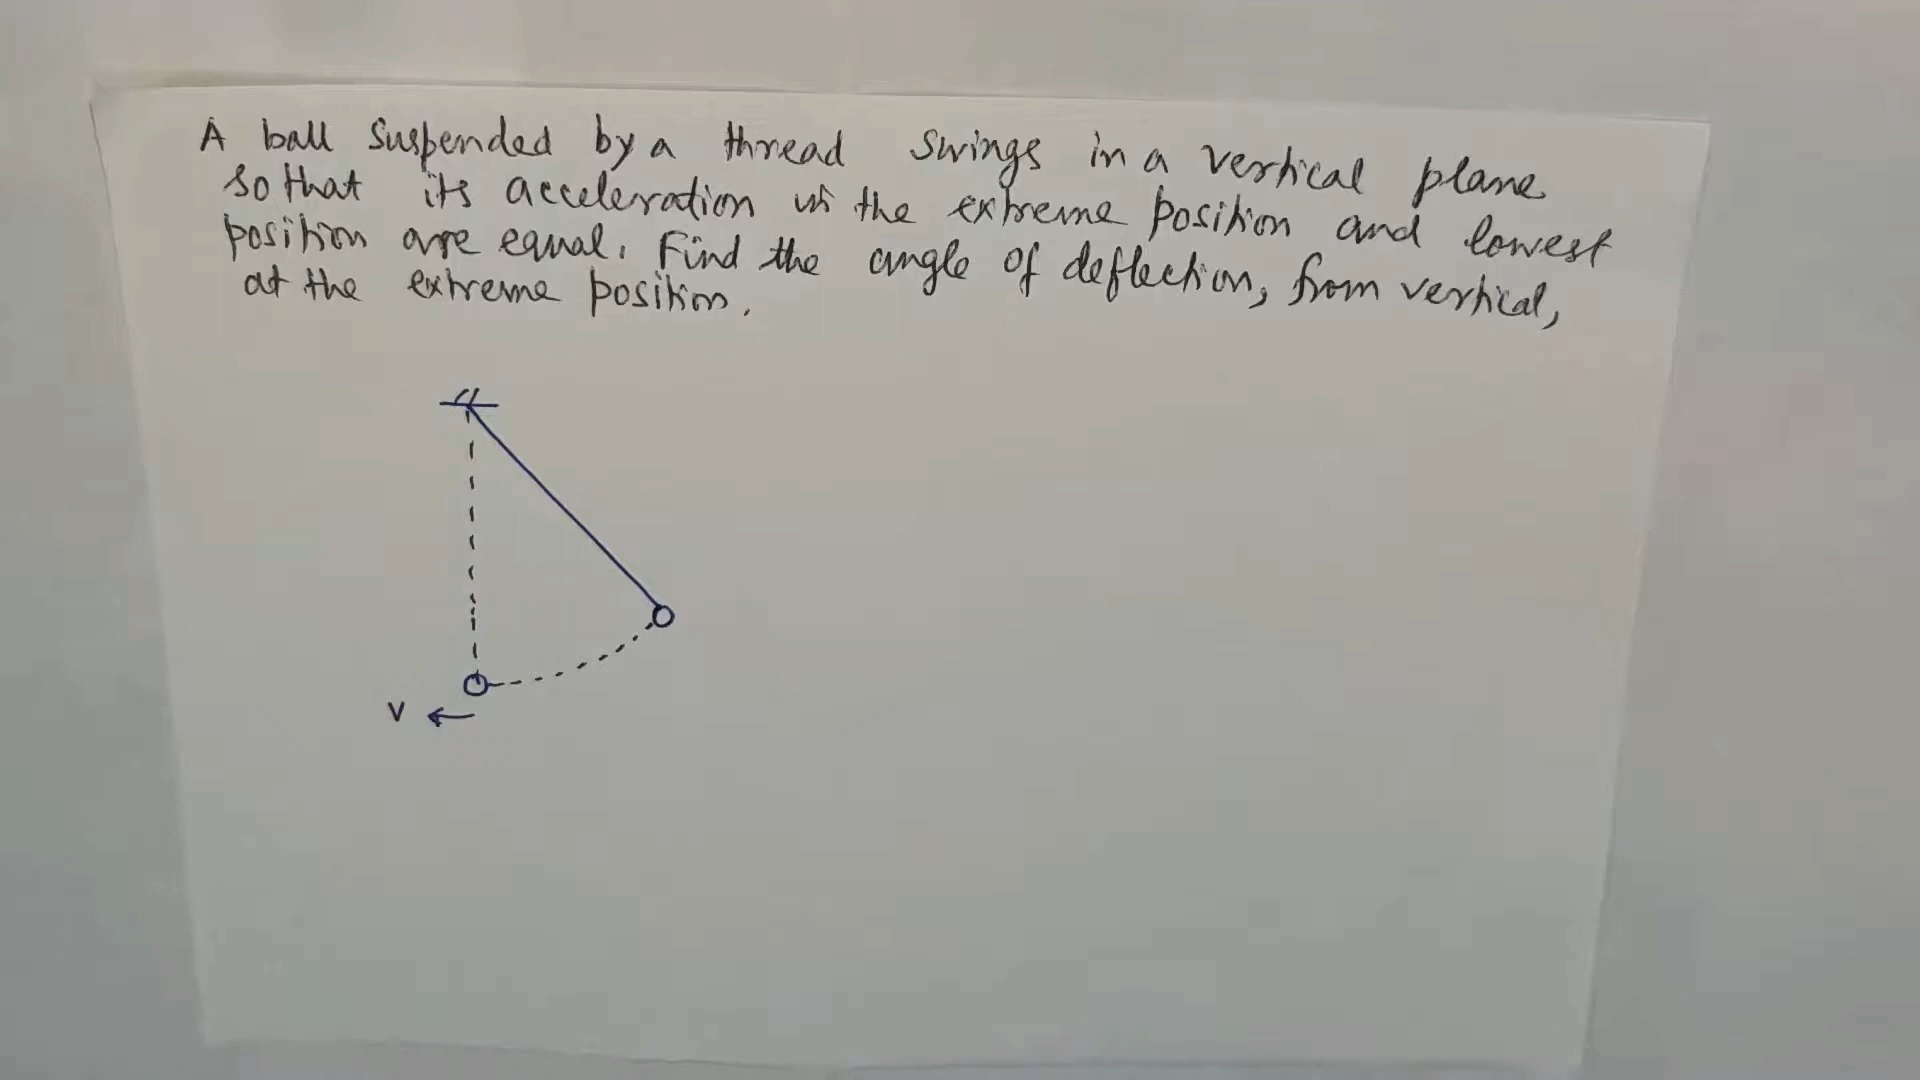 A ball suspended by a thread swings in a vertical plane
so that its acceleration in the extreme position and lowest
position are equal. Find the angle of deflection, from vertical,
at the extreme position.
V